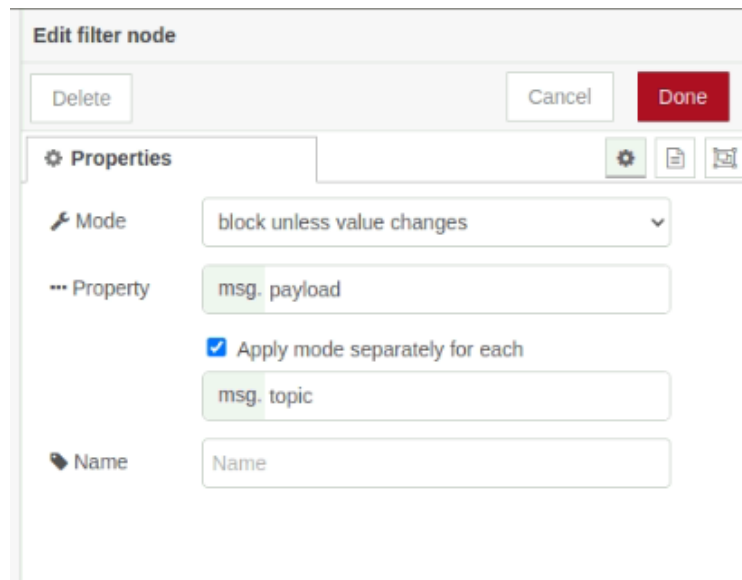 Edit filter node
Delete Cancel Done
Properties
Mode block unless value changes
Property msg. payload
Apply mode separately for each
msg. topic
Name Name